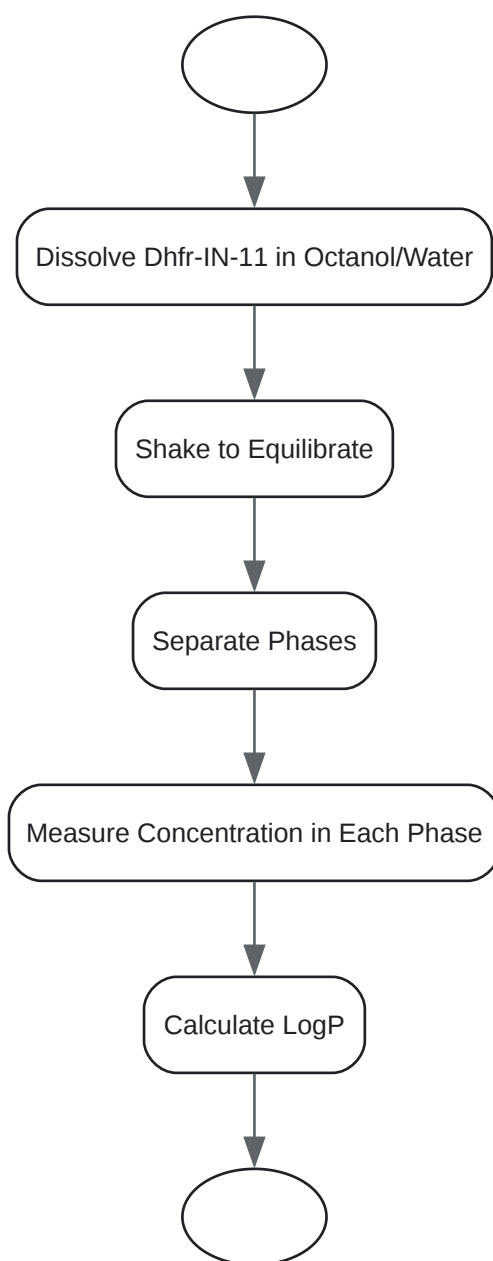 Dissolve Dhfr-IN-11 in Octanol/Water
Shake to Equilibrate
Separate Phases
Measure Concentration in Each Phase
Calculate LogP